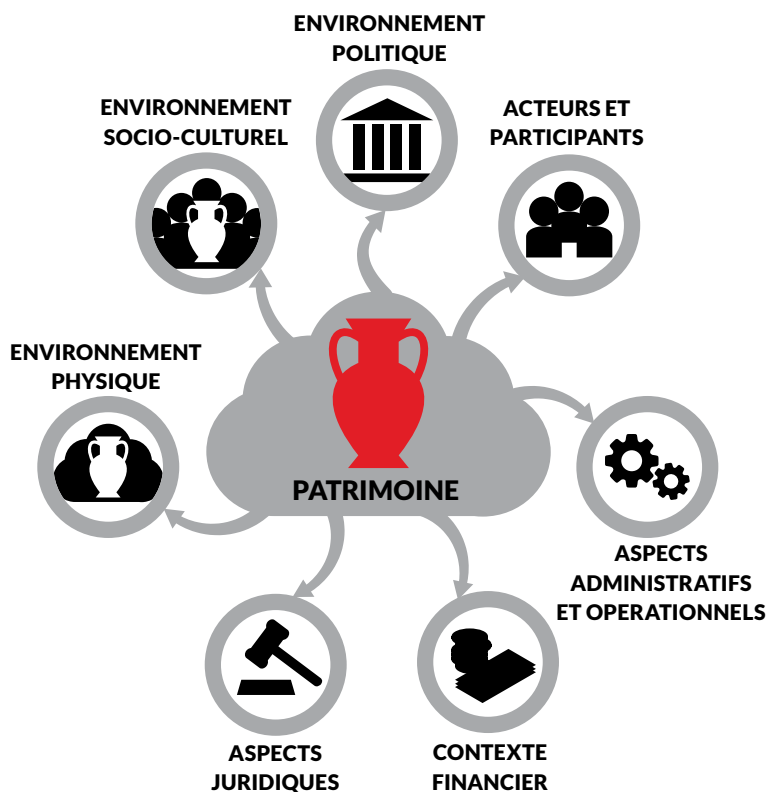 ENVIRONNEMENT
POLITIQUE
ENVIRONNEMENT
SOCIO-CULTUREL
ACTEURS ET
PARTICIPANTS
ENVIRONNEMENT
PHYSIQUE
PATRIMOINE
ASPECTS
ADMINISTRATIFS
ET OPERATIONNELS
ASPECTS
JURIDIQUES
CONTEXTE
FINANCIER